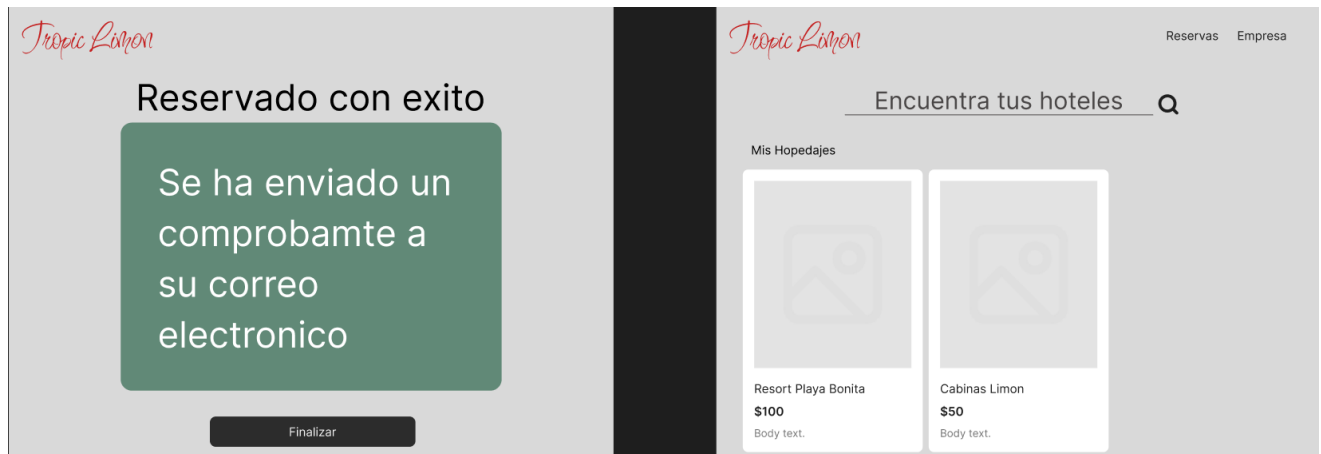 Tropic Limon
Reservado con exito
Se ha enviado un
comprobamte a
su correo
electronico
Finalizar
Tropic Limon
Reservas Empresa
Encuentra tus hoteles
Mis Hopedajes
Resort Playa Bonita
$100
Body text.
Cabinas Limon
$50
Body text.